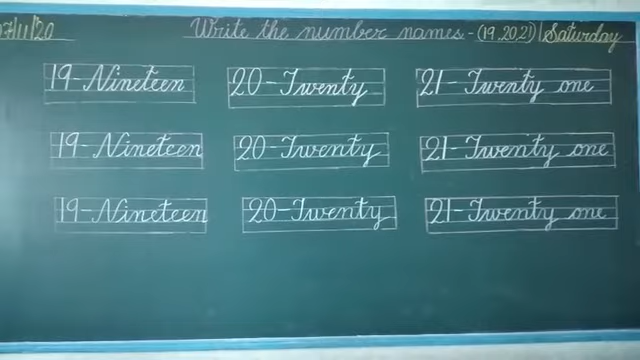 07/11/20 Write the number names - (19, 20, 21) | Saturday
19 - Nineteen 20 - Twenty 21 - Twenty one
19 - Nineteen 20 - Twenty 21 - Twenty one
19 - Nineteen 20 - Twenty 21 - Twenty one